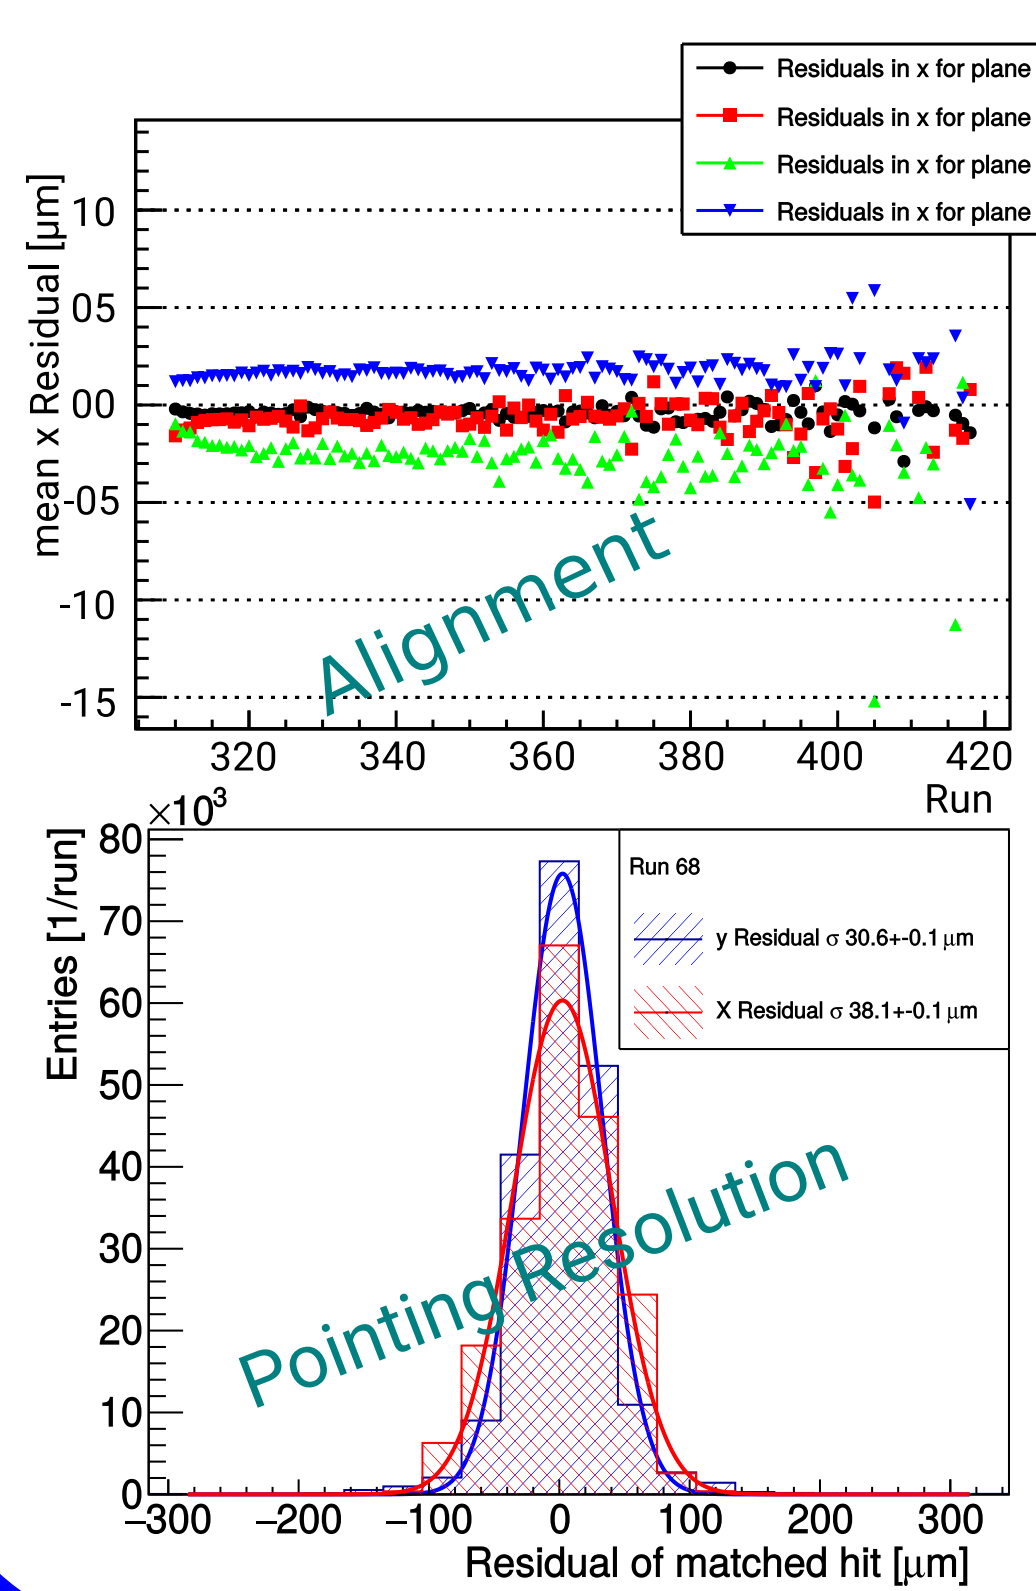 Residuals in x for plane
Residuals in x for plane
Residuals in x for plane
Residuals in x for plane
mean x Residual [μm]
10
05
00
-05
-10
-15
Alignment
320 340 360 380 400 420
Run
×10³
Entries [1/run]
80
70
60
50
40
30
20
10
0
Run 68
y Residual σ 30.6+-0.1 μm
X Residual σ 38.1+-0.1 μm
Pointing Resolution
−300 −200 −100 0 100 200 300
Residual of matched hit [μm]